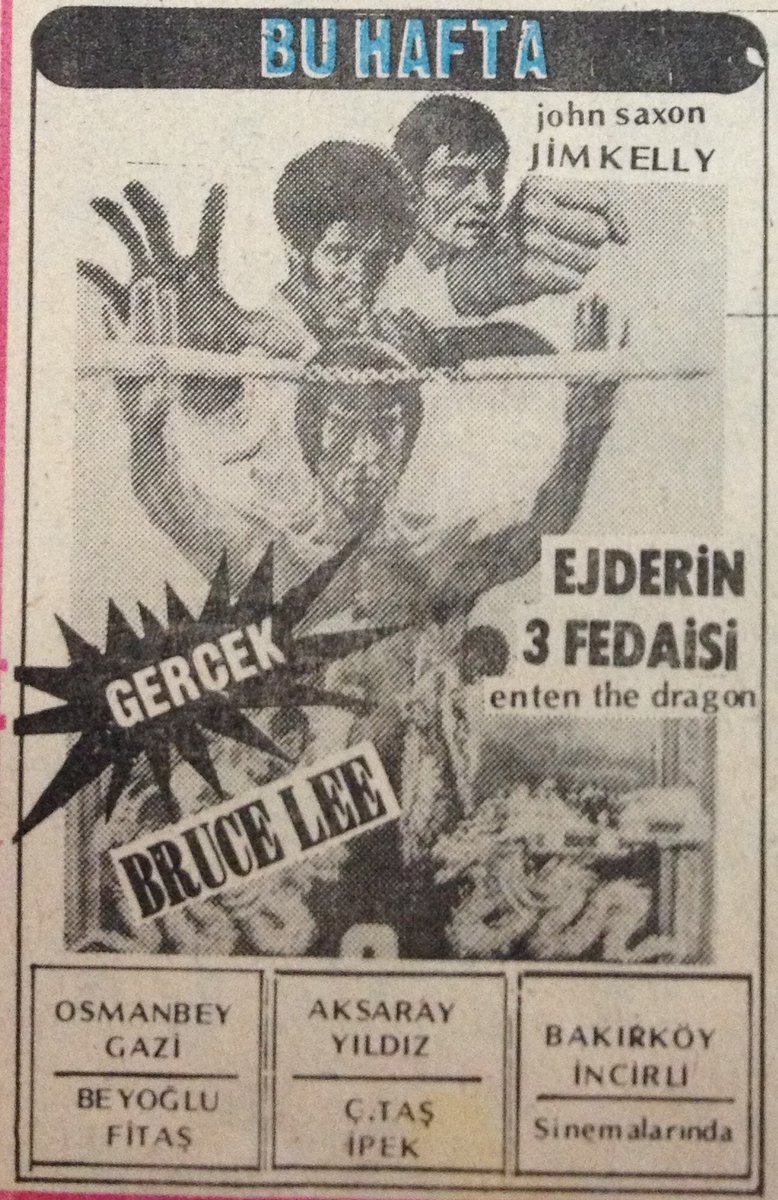 BU HAFTA
john saxon
JİM KELLY
EJDERİN
3 FEDAİSİ
enten the dragon
GERÇEK
BRUCE LEE
OSMANBEY
GAZİ
BEYOĞLU
FİTAŞ
AKSARAY
YILDIZ
Ç.TAŞ
İPEK
BAKIRKÖY
İNCİRLİ
Sinemalarında